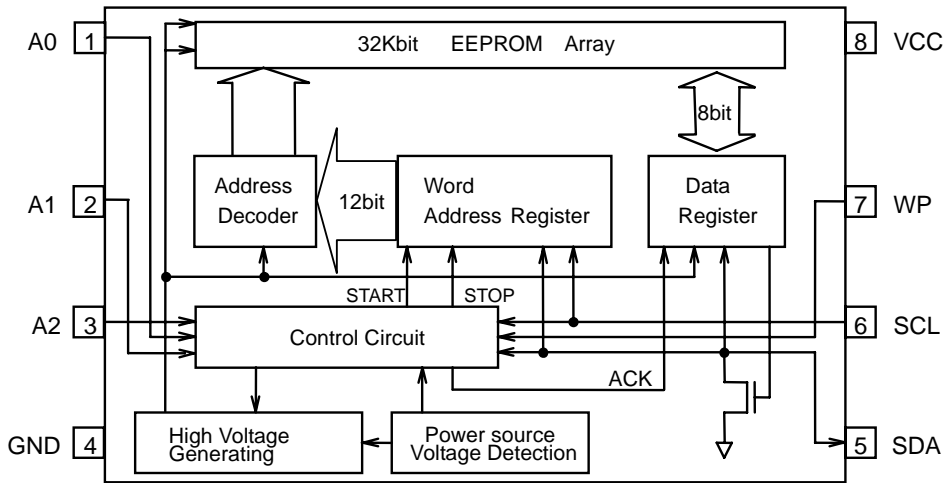 A0 1
32Kbit EEPROM Array
8 VCC
8bit
A1 2
Address
Decoder
12bit
Word
Address Register
Data
Register
7 WP
START
STOP
A2 3
Control Circuit
6 SCL
ACK
GND 4
High Voltage
Generating
Power source
Voltage Detection
5 SDA